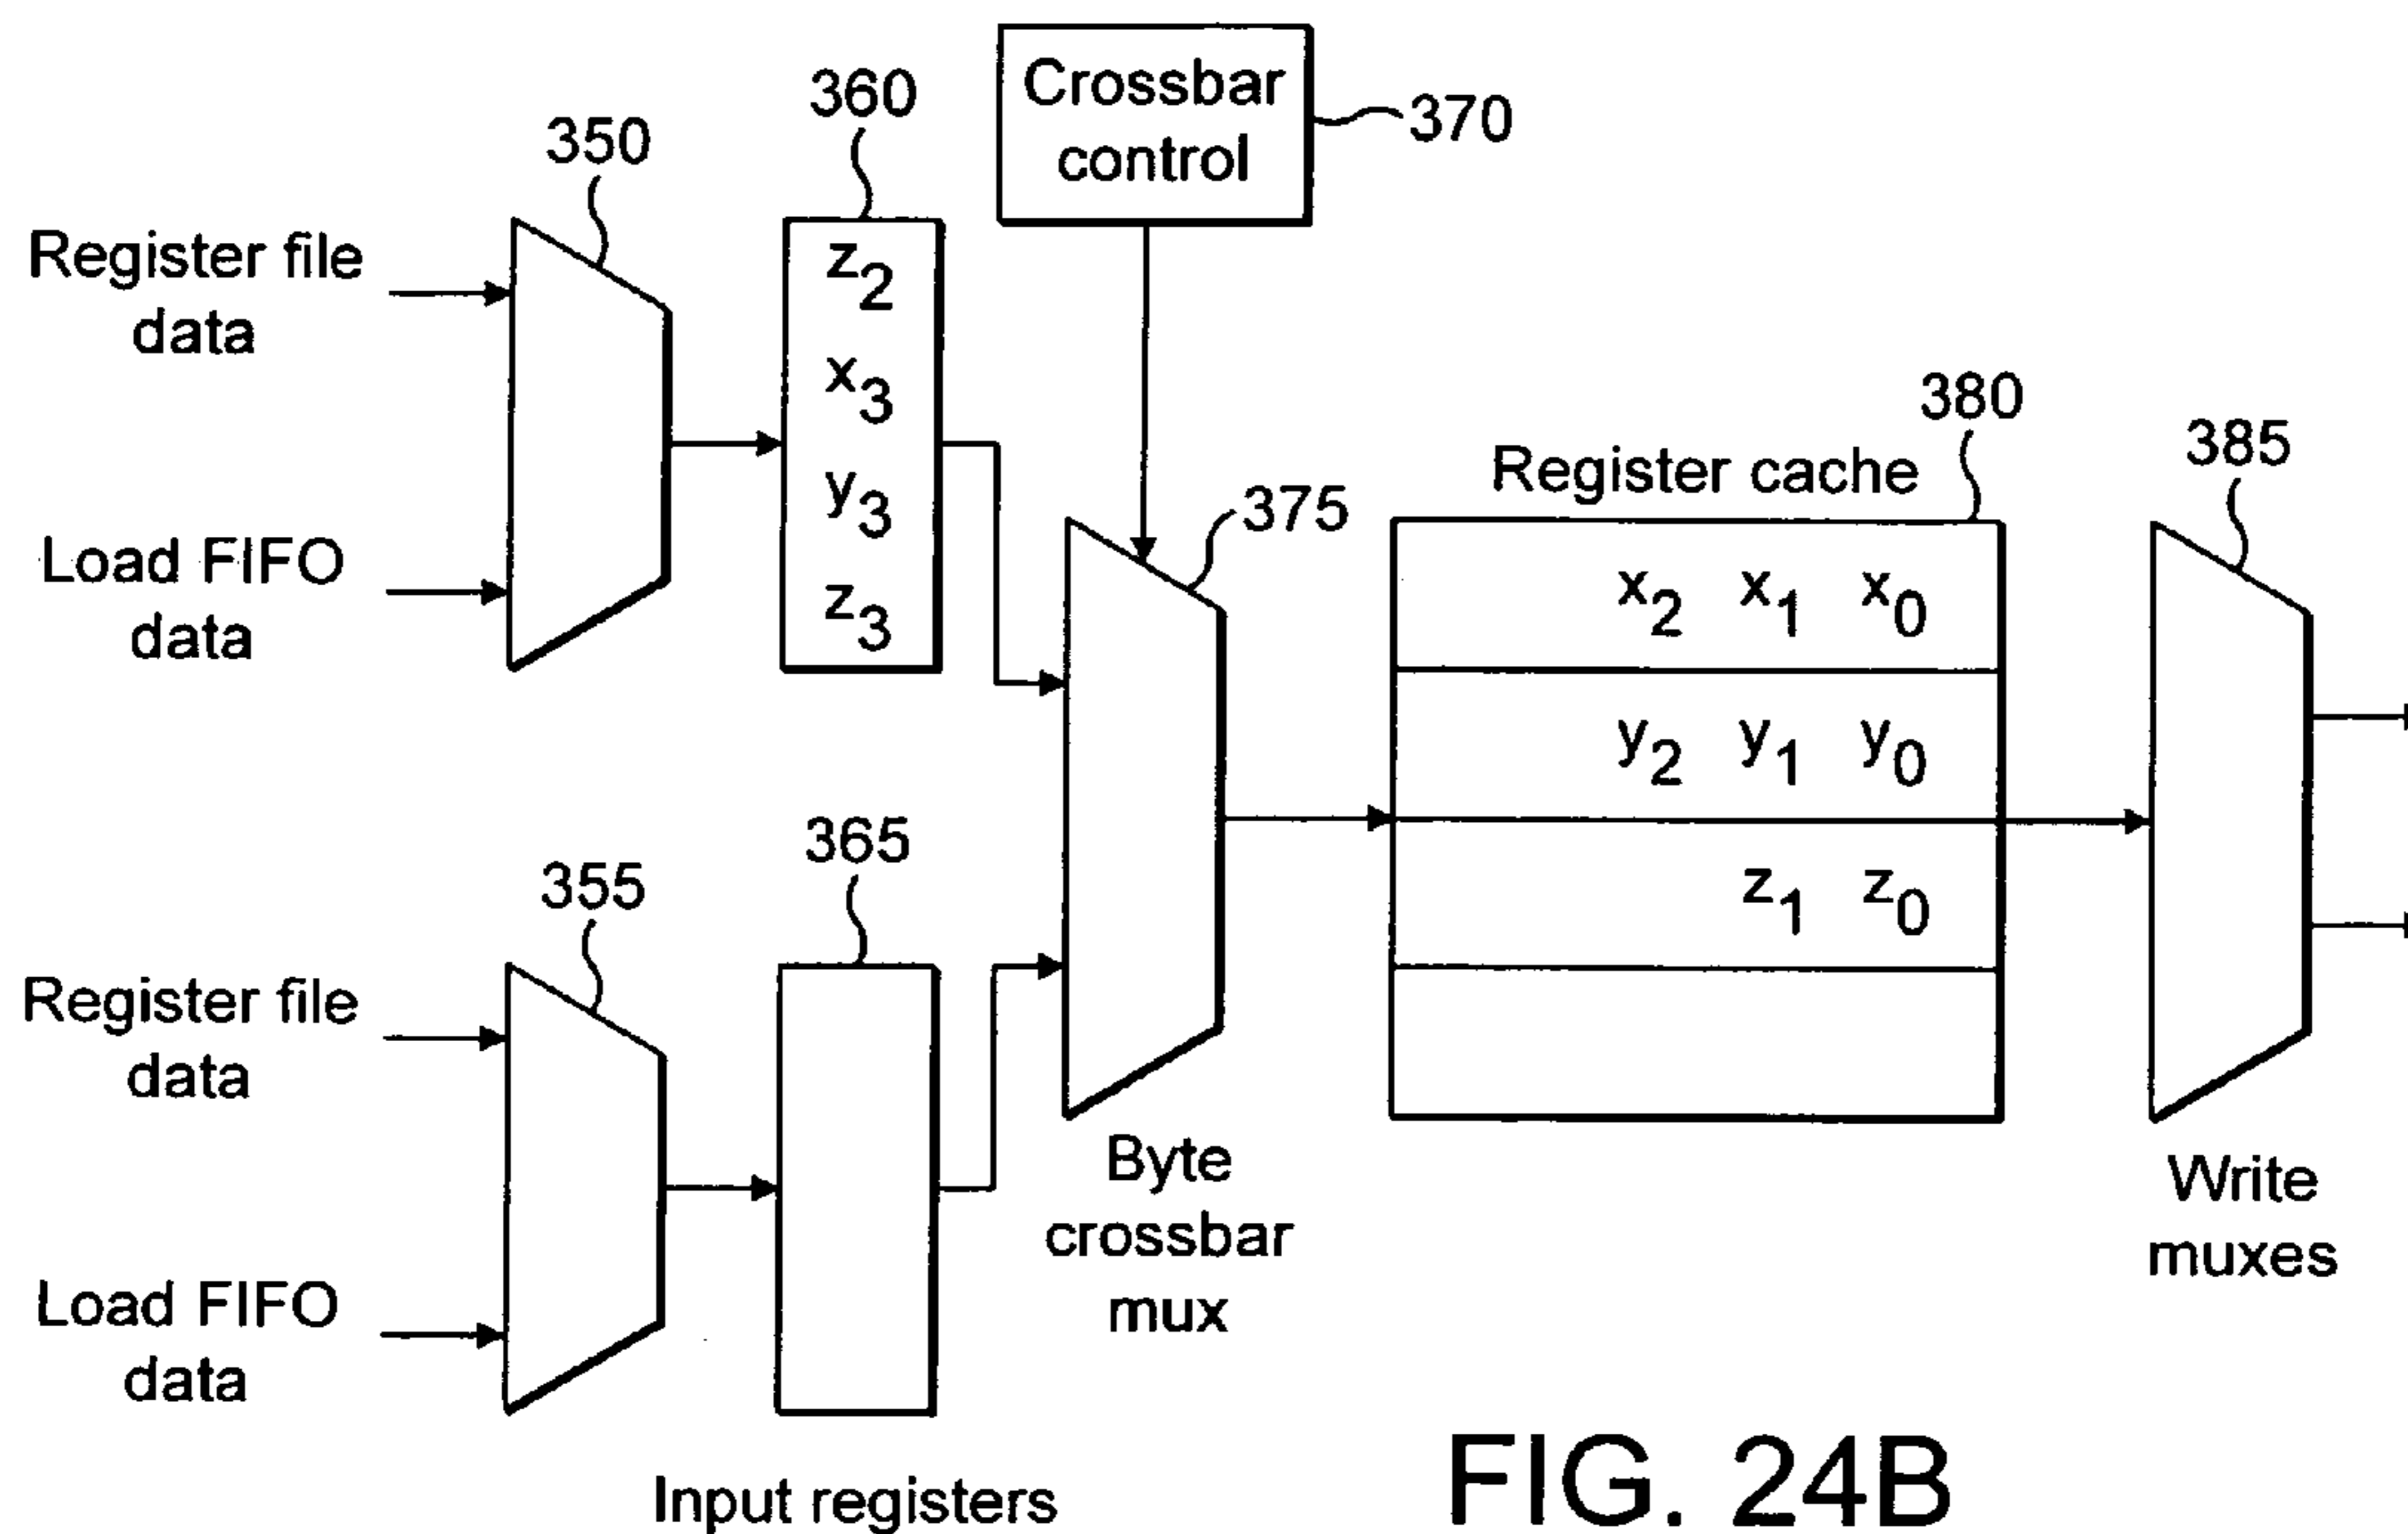 Crossbar
control
370
360
350
Register file
data
Load FIFO
data
z2
x3
y3
z3
375
Register cache
380
385
x2 x1 x0
y2 y1 y0
z1 z0
355
365
Register file
data
Load FIFO
data
Byte
crossbar
mux
Write
muxes
Input registers
FIG. 24B